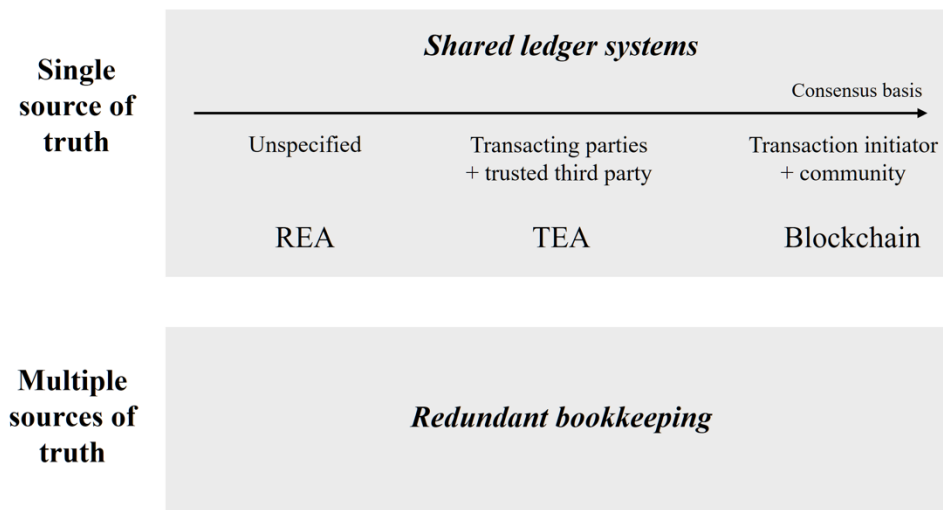 Single
source of
truth
Shared ledger systems
Consensus basis
Unspecified
Transacting parties
+ trusted third party
Transaction initiator
+ community
REA
TEA
Blockchain
Multiple
sources of
truth
Redundant bookkeeping